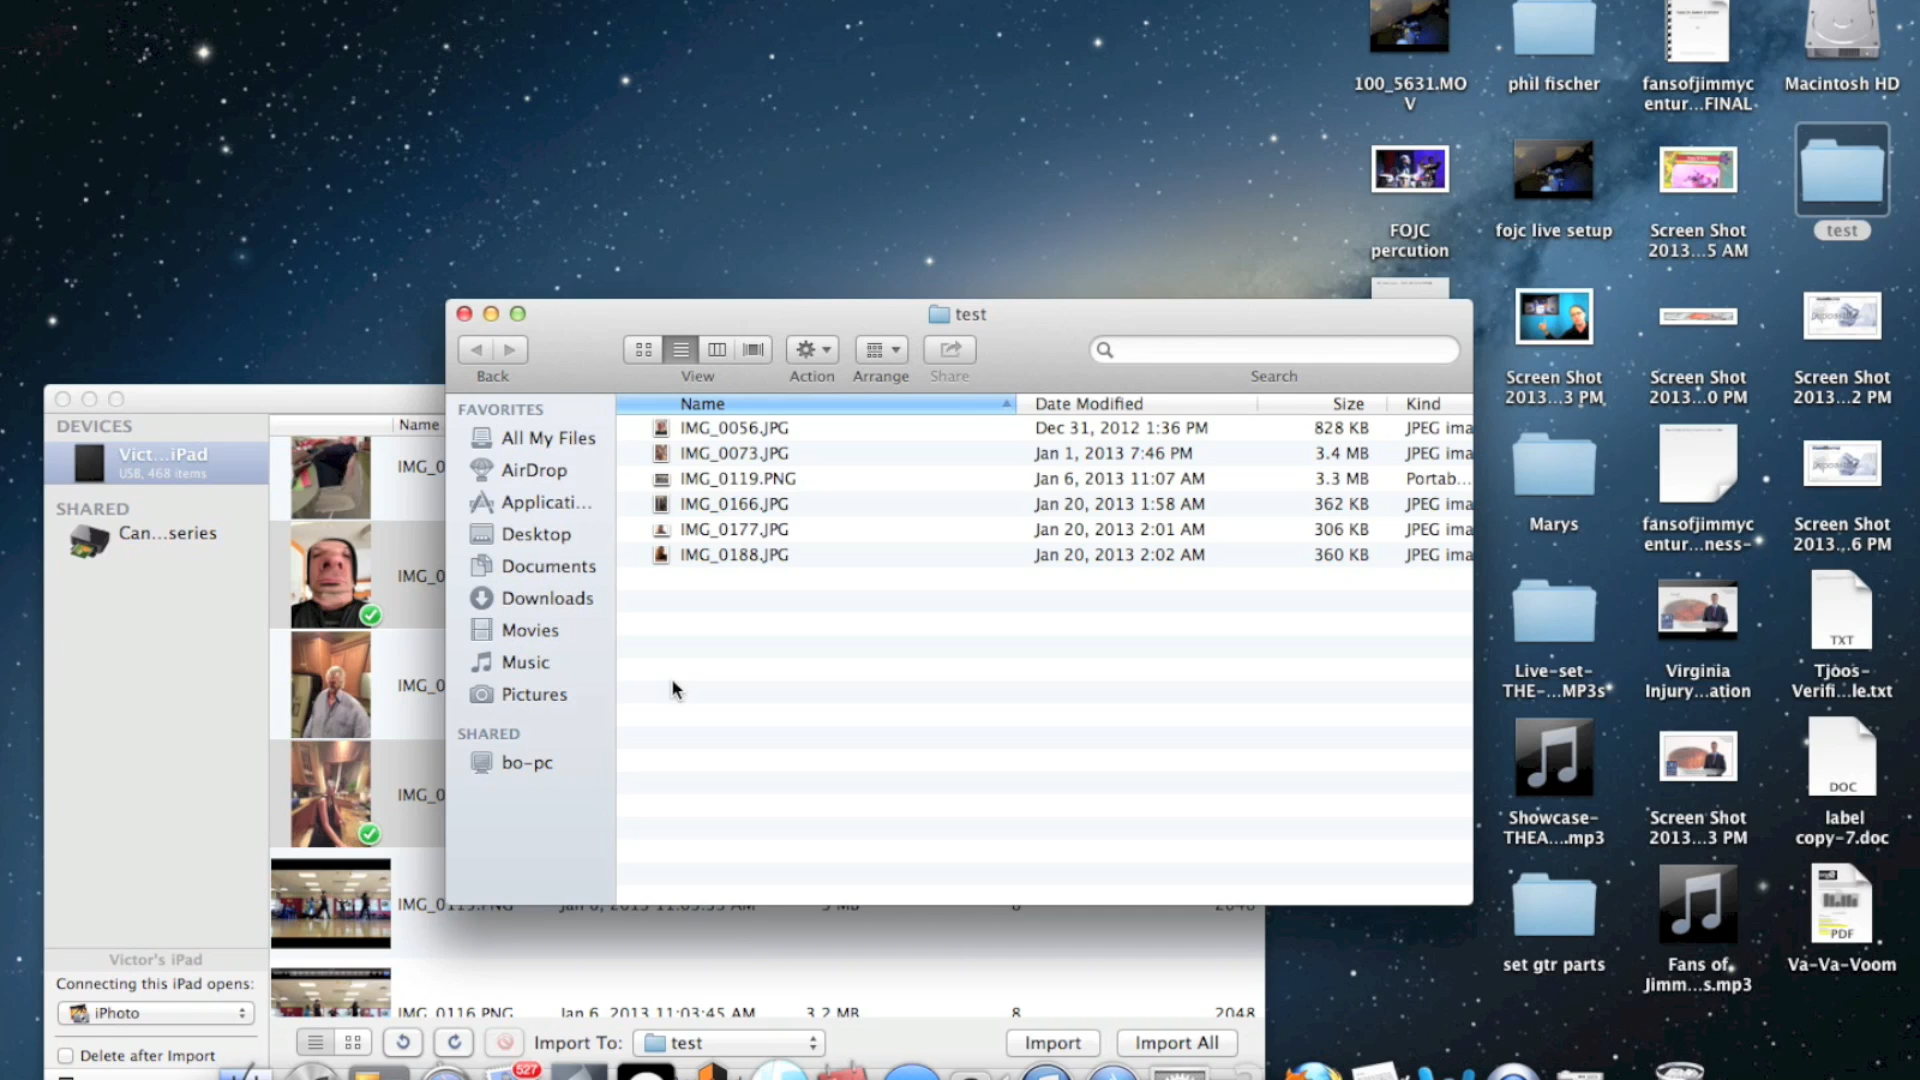 100_5631.MO
V
phil fischer
fansofjimmyc
entur...FINAL
Macintosh HD
FOJC
percution
fojc live setup
Screen Shot
2013...5 AM
test
Screen Shot
2013...3 PM
Screen Shot
2013...0 PM
Screen Shot
2013...2 PM
Marys
fansofjimmyc
entur...ness-
Screen Shot
2013...6 PM
TXT
Live-set-
THE-...MP3s
Virginia
Injury...ation
Tjoos-
Verifi...le.txt
DOC
Showcase-
THEA....mp3
Screen Shot
2013...3 PM
label
copy-7.doc
PDF
set gtr parts
Fans of
Jimm...s.mp3
Va-Va-Voom
test
Back
View
Action
Arrange
Share
Search
FAVORITES
All My Files
AirDrop
Applicati...
Desktop
Documents
Downloads
Movies
Music
Pictures
SHARED
bo-pc
Name Date Modified Size Kind
IMG_0056.JPG Dec 31, 2012 1:36 PM 828 KB JPEG ima
IMG_0073.JPG Jan 1, 2013 7:46 PM 3.4 MB JPEG ima
IMG_0119.PNG Jan 6, 2013 11:07 AM 3.3 MB Portab...
IMG_0166.JPG Jan 20, 2013 1:58 AM 362 KB JPEG ima
IMG_0177.JPG Jan 20, 2013 2:01 AM 306 KB JPEG ima
IMG_0188.JPG Jan 20, 2013 2:02 AM 360 KB JPEG ima
DEVICES
Vict...iPad
USB, 468 items
SHARED
Can...series
Name
IMG_0
IMG_0
IMG_0
IMG_0
IMG_0116.PNG Jan 6, 2013 11:03:45 AM 3.2 MB 8 2048
Victor's iPad
Connecting this iPad opens:
iPhoto
Delete after Import
Import To: test
Import
Import All
527